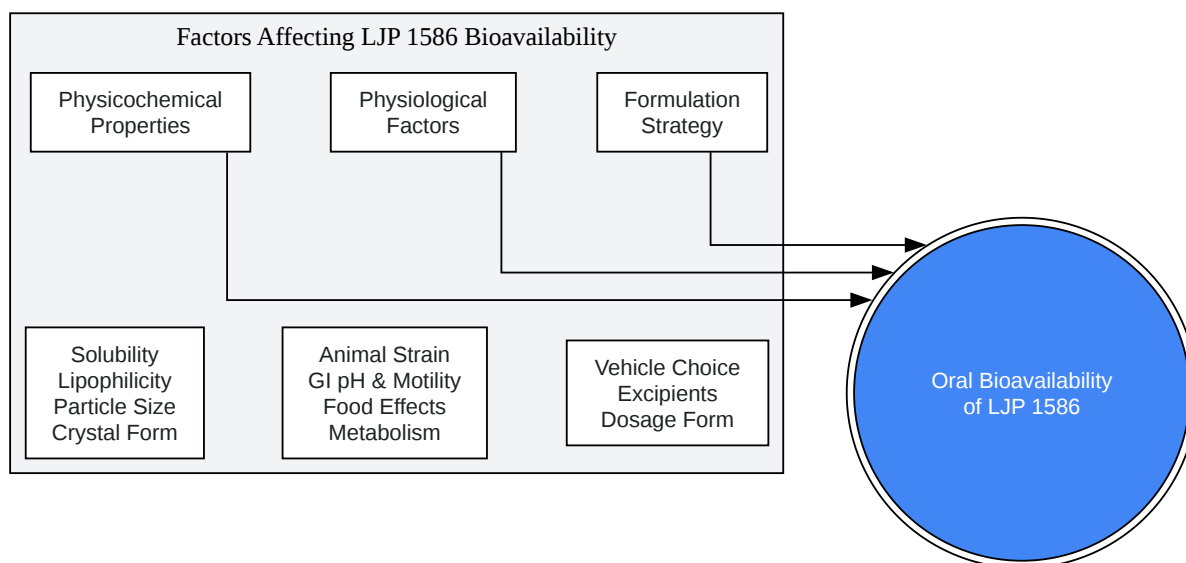 Factors Affecting LJP 1586 Bioavailability
Physicochemical
Properties
Physiological
Factors
Formulation
Strategy
Solubility
Lipophilicity
Particle Size
Crystal Form
Animal Strain
GI pH & Motility
Food Effects
Metabolism
Vehicle Choice
Excipients
Dosage Form
Oral Bioavailability
of LJP 1586